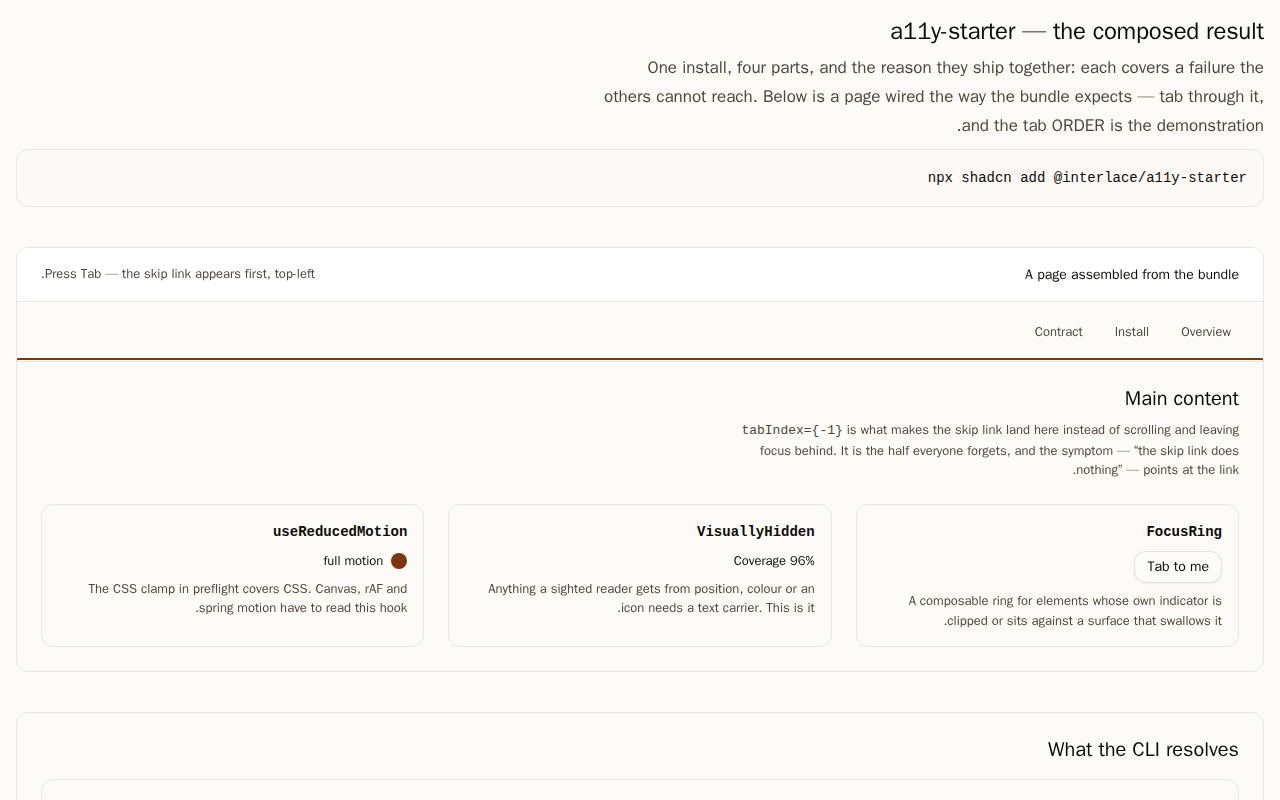 a11y-starter — the composed result
One install, four parts, and the reason they ship together: each covers a failure the
others cannot reach. Below is a page wired the way the bundle expects — tab through it,
and the tab ORDER is the demonstration.
npx shadcn add @interlace/a11y-starter
A page assembled from the bundle
Press Tab — the skip link appears first, top-left.
Overview
Install
Contract
Main content
tabIndex={-1} is what makes the skip link land here instead of scrolling and leaving
focus behind. It is the half everyone forgets, and the symptom — “the skip link does
nothing” — points at the link.
FocusRing
Tab to me
A composable ring for elements whose own indicator is
clipped or sits against a surface that swallows it.
VisuallyHidden
Coverage 96%
Anything a sighted reader gets from position, colour or an
icon needs a text carrier. This is it.
useReducedMotion
full motion
The CSS clamp in preflight covers CSS. Canvas, rAF and
spring motion have to read this hook.
What the CLI resolves